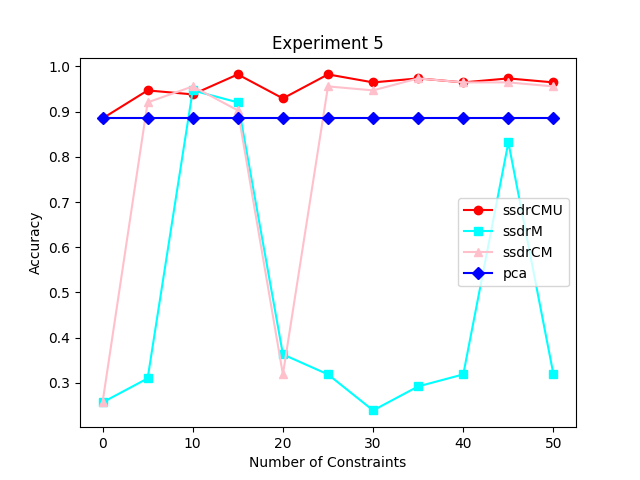 Experiment 5
Accuracy
1.0
0.9
0.8
0.7
0.6
0.5
0.4
0.3
ssdrCMU
ssdrM
ssdrCM
pca
0 10 20 30 40 50
Number of Constraints